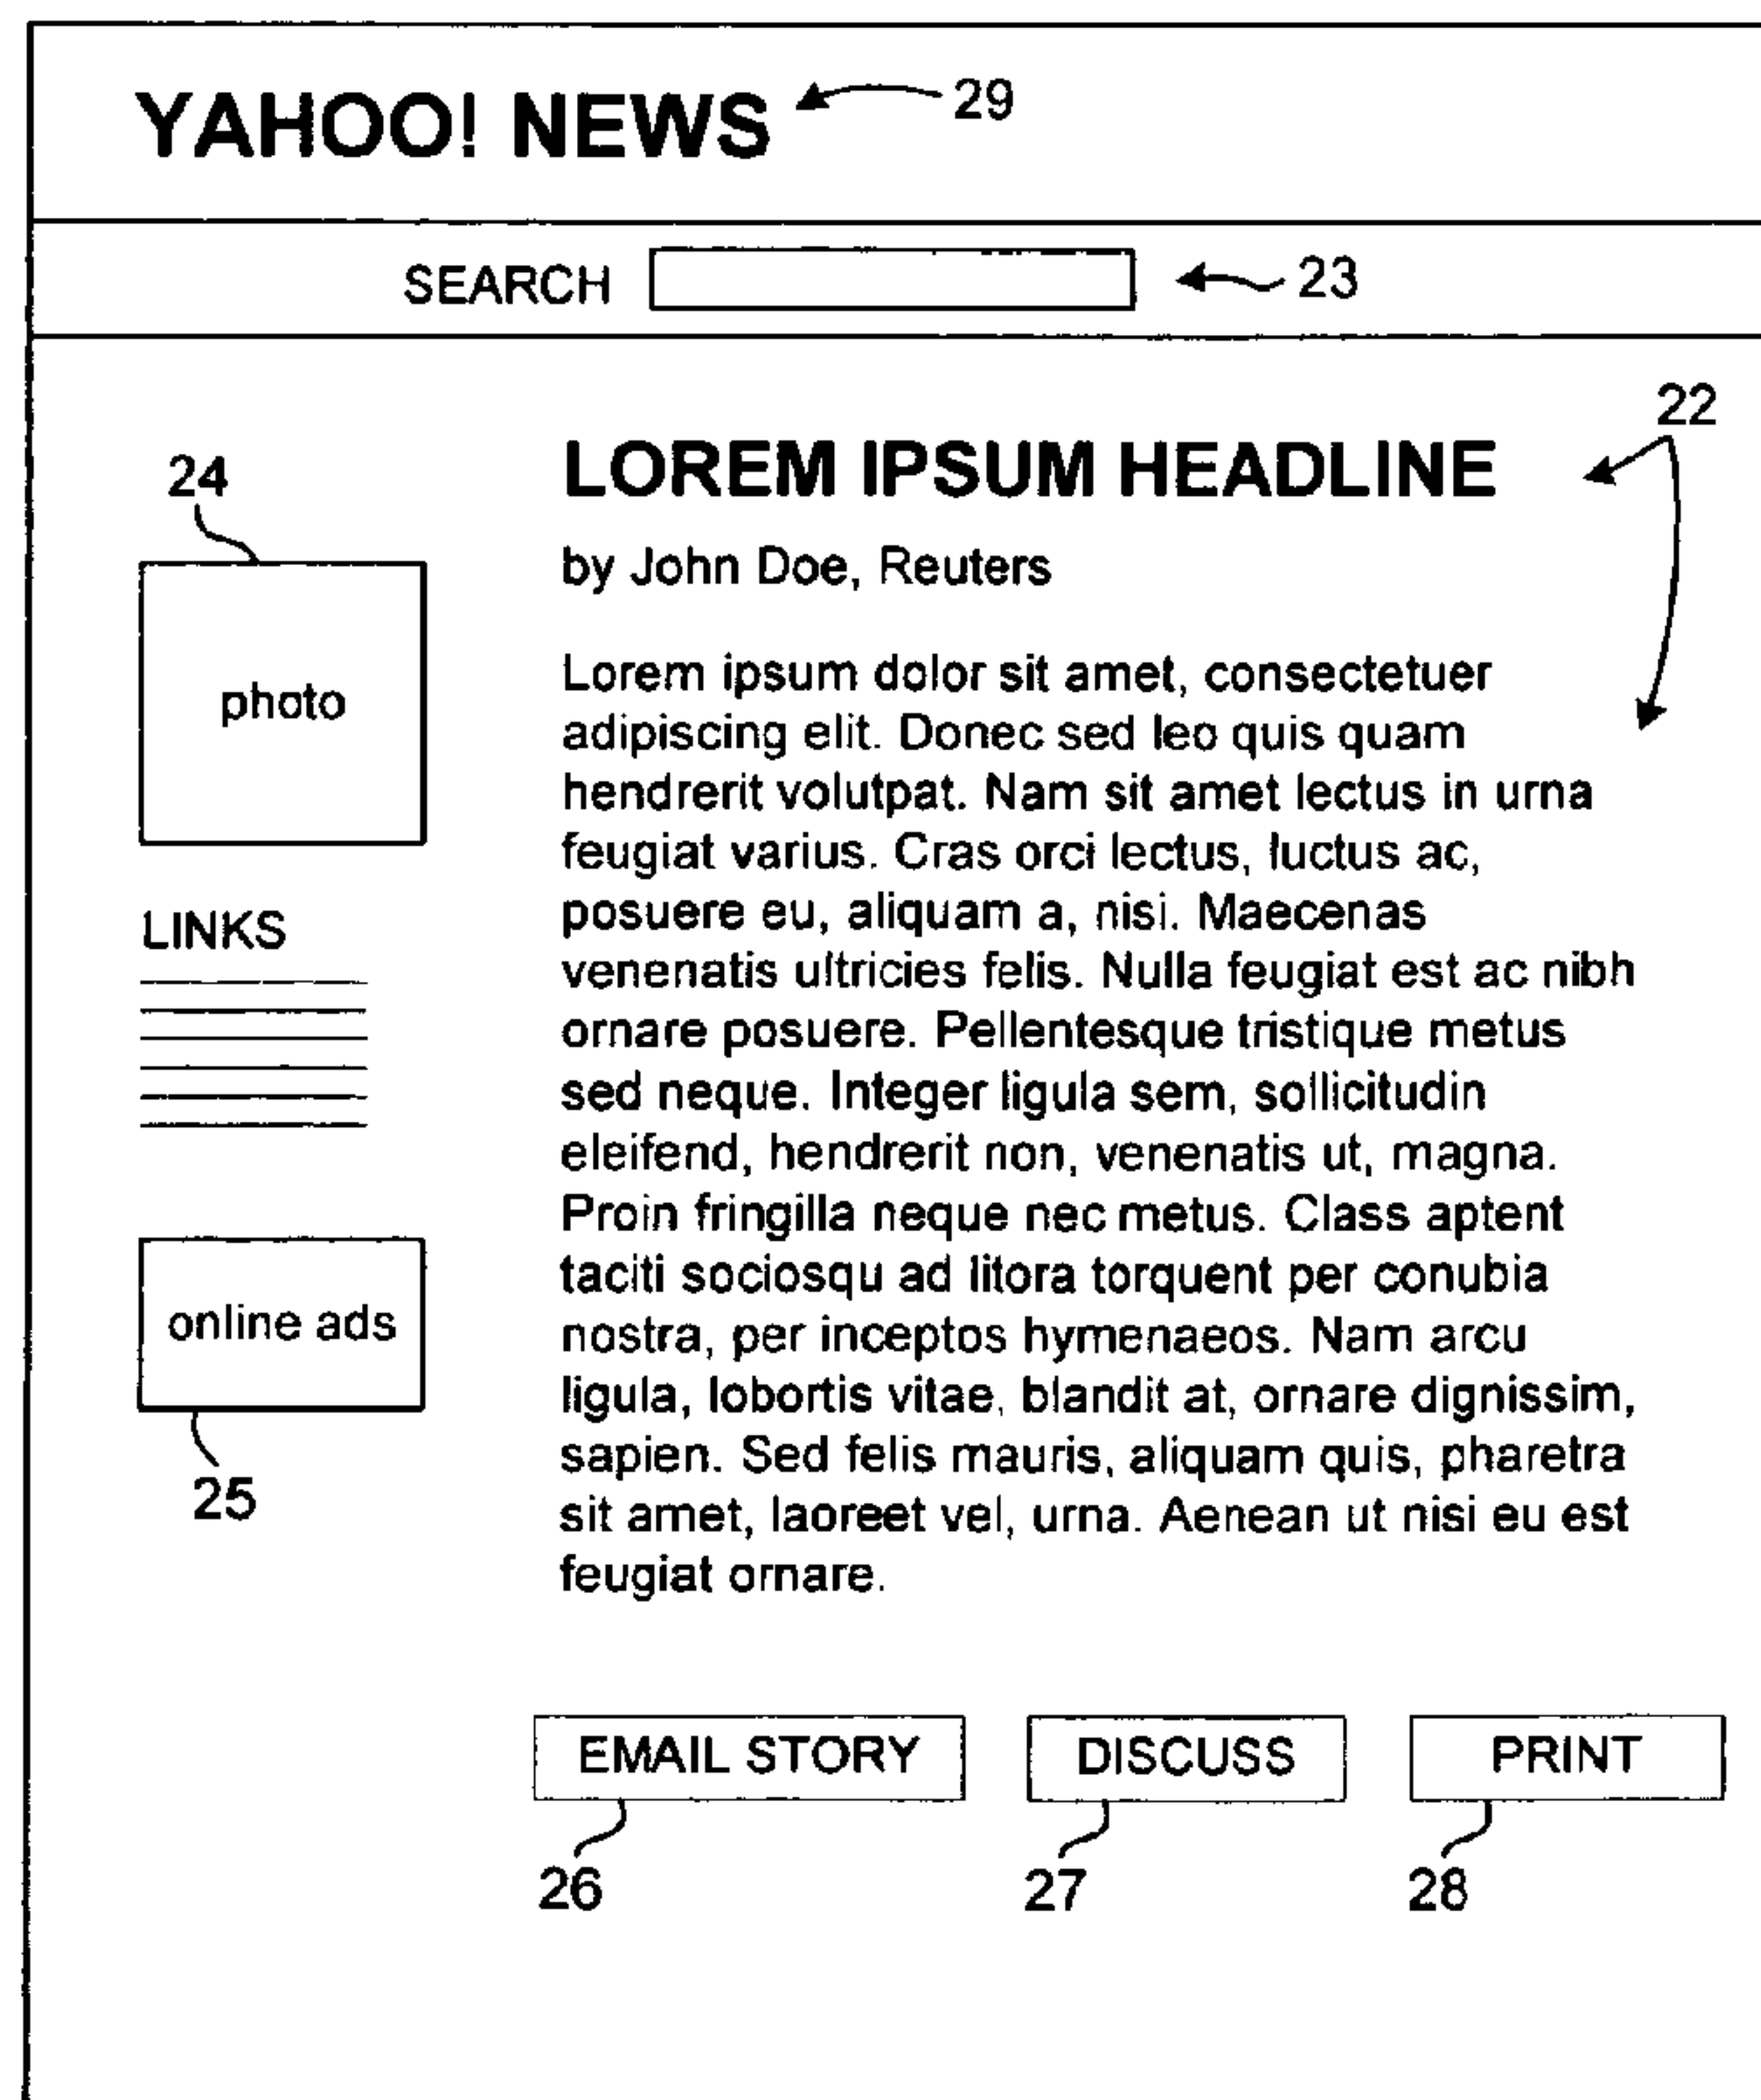 YAHOO! NEWS
29
SEARCH
23
22
24
LOREM IPSUM HEADLINE
by John Doe, Reuters
photo
Lorem ipsum dolor sit amet, consectetuer
adipiscing elit. Donec sed leo quis quam
hendrerit volutpat. Nam sit amet lectus in urna
feugiat varius. Cras orci lectus, luctus ac,
posuere eu, aliquam a, nisi. Maecenas
venenatis ultricies felis. Nulla feugiat est ac nibh
ornare posuere. Pellentesque tristique metus
sed neque. Integer ligula sem, sollicitudin
eleifend, hendrerit non, venenatis ut, magna.
Proin fringilla neque nec metus. Class aptent
taciti sociosqu ad litora torquent per conubia
nostra, per inceptos hymenaeos. Nam arcu
ligula, lobortis vitae, blandit at, ornare dignissim,
sapien. Sed felis mauris, aliquam quis, pharetra
sit amet, laoreet vel, urna. Aenean ut nisi eu est
feugiat ornare.
LINKS
online ads
25
EMAIL STORY
DISCUSS
PRINT
26
27
28